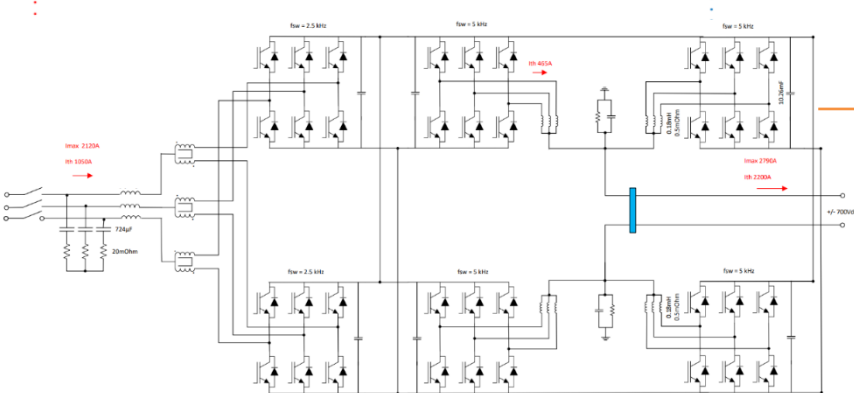 fsw = 2.5 kHz
fsw = 5 kHz
fsw = 5 kHz
Ith 465A
10.26mF
0.18mH
0.5mOhm
Imax 2120A
Ith 1050A
Imax 2796A
Ith 2200A
+/- 700Vd
724µF
20mOhm
fsw = 2.5 kHz
fsw = 5 kHz
fsw = 5 kHz
0.18mH
0.5mOhm